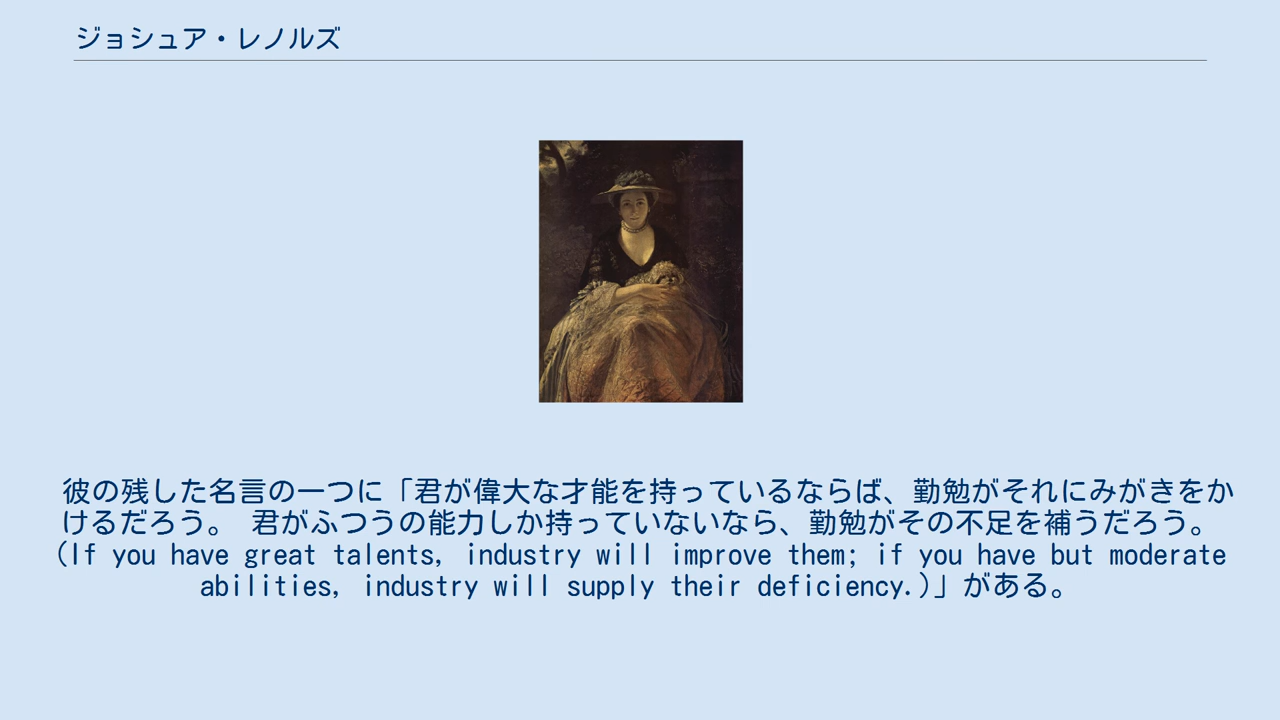 ジョシュア・レノルズ
彼の残した名言の一つに「君が偉大な才能を持っているならば、勤勉がそれにみがきをか
けるだろう。 君がふつうの能力しか持っていないなら、勤勉がその不足を補うだろう。
(If you have great talents, industry will improve them; if you have but moderate
abilities, industry will supply their deficiency.)」がある。